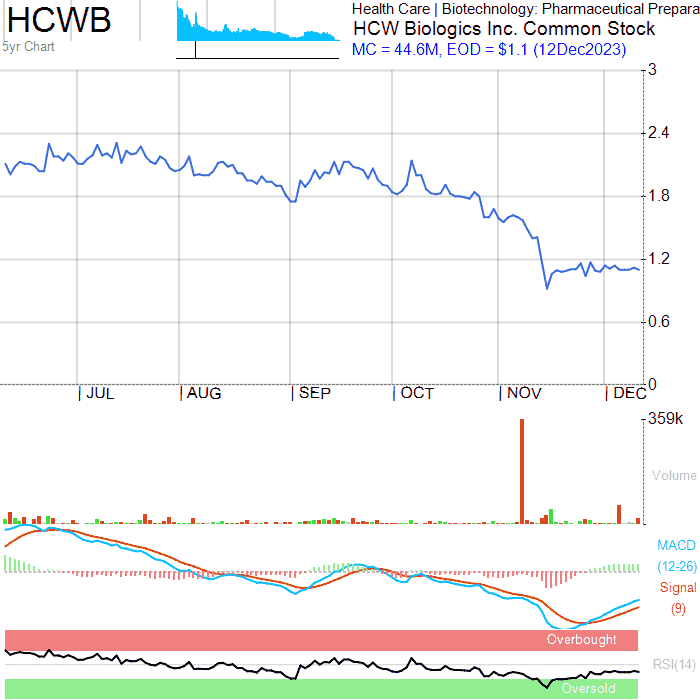 HCWB
5yr Chart
Health Care | Biotechnology: Pharmaceutical Prepara
HCW Biologics Inc. Common Stock
MC = 44.6M, EOD = $1.1 (12Dec2023)
3
2.4
1.8
1.2
0.6
0
| JUL | AUG | SEP | OCT | NOV | DEC
359k
Volume
MACD
(12-26)
Signal
(9)
Overbought
RSI(14)
Oversold